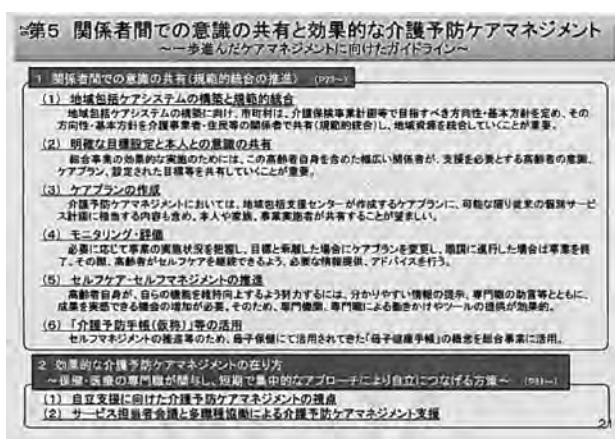 第5 関係者間での意識の共有と効果的な介護予防ケアマネジメント
～一歩進んだケアマネジメントに向けたガイドライン～
1 関係者間での意識の共有(規範的統合の推進)
(1) 地域包括ケアシステムの構築と規範的統合
地域包括ケアシステムの構築に向け、市町村は、介護保険事業計画等で目指すべき方向性・基本方針を定め、その
方向性・基本方針を介護事業者・住民等の関係者で共有(規範的統合)し、地域資源を統合していくことが重要。
(2) 明確な目標設定と本人との意識の共有
総合事業の効果的な実施のためには、この高齢者自身を含めた幅広い関係者が、支援を必要とする高齢者の意識、
ケアプラン、設定された目標等を共有していくことが重要。
(3) ケアプランの作成
介護予防ケアマネジメントにおいては、地域包括支援センターが作成するケアプランに、可能な限り従来の個別サービ
ス計画に相当する内容も含め、本人や家族、事業実施者が共有することが望ましい。
(4) モニタリング・評価
必要に応じて事業の実施状況を把握し、目標と乖離した場合にケアプランを変更し、順調に進行した場合は事業を終
了。その際、高齢者がセルフケアを継続できるよう、必要な情報提供、アドバイスを行う。
(5) セルフケア・セルフマネジメントの推進
高齢者自身が、自らの機能を維持向上するよう努力するには、分かりやすい情報の提示、専門職の助言等とともに、
成果を実感できる機会の増加が必要。そのため、専門機関、専門職による働きかけやツールの提供が効果的。
(6) 「介護予防手帳(仮称)」等の活用
セルフマネジメントの推進等のため、母子保健にて活用されてきた「母子健康手帳」の概念を総合事業に活用。
2 効果的な介護予防ケアマネジメントの在り方
～保健・医療の専門職が関与し、短期で集中的なアプローチにより自立につなげる方策～
(1) 自立支援に向けた介護予防ケアマネジメントの視点
(2) サービス担当者会議と多職種協働による介護予防ケアマネジメント支援